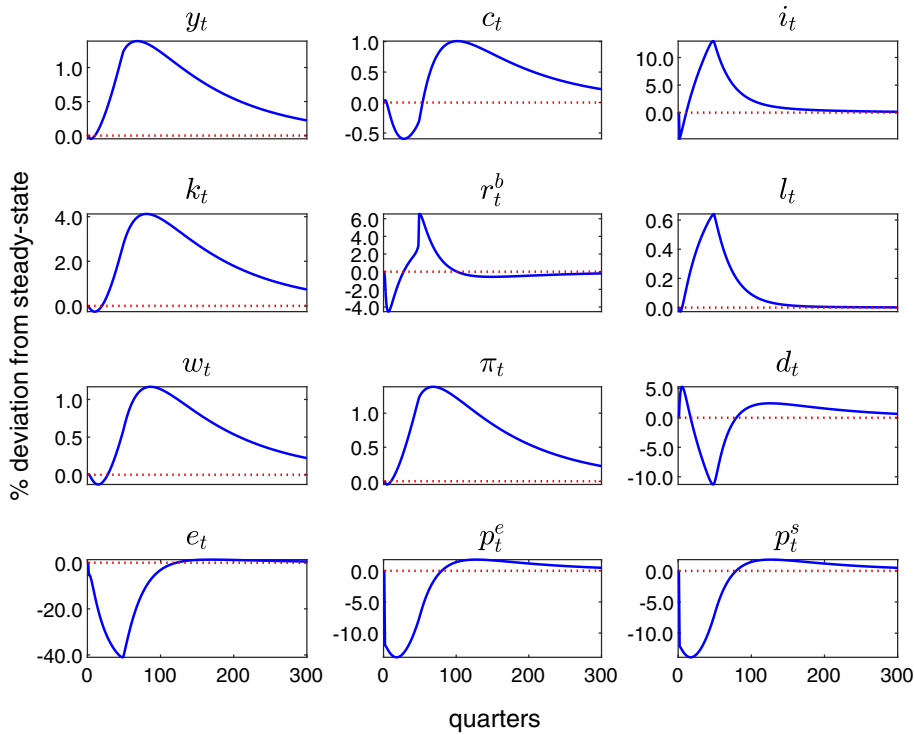 y_t c_t i_t
1.0 0.5 0.0
1.0 0.5 0.0 -0.5
10.0 5.0 0.0
k_t r_t^b l_t
4.0 2.0 0.0
6.0 4.0 2.0 0.0 -2.0 -4.0
0.6 0.4 0.2 0.0
w_t π_t d_t
1.0 0.5 0.0
1.0 0.5 0.0
5.0 0.0 -5.0 -10.0
e_t p_t^e p_t^s
0.0 -20.0 -40.0
0.0 -5.0 -10.0
0.0 -5.0 -10.0
0 100 200 300
0 100 200 300
0 100 200 300
% deviation from steady-state
quarters